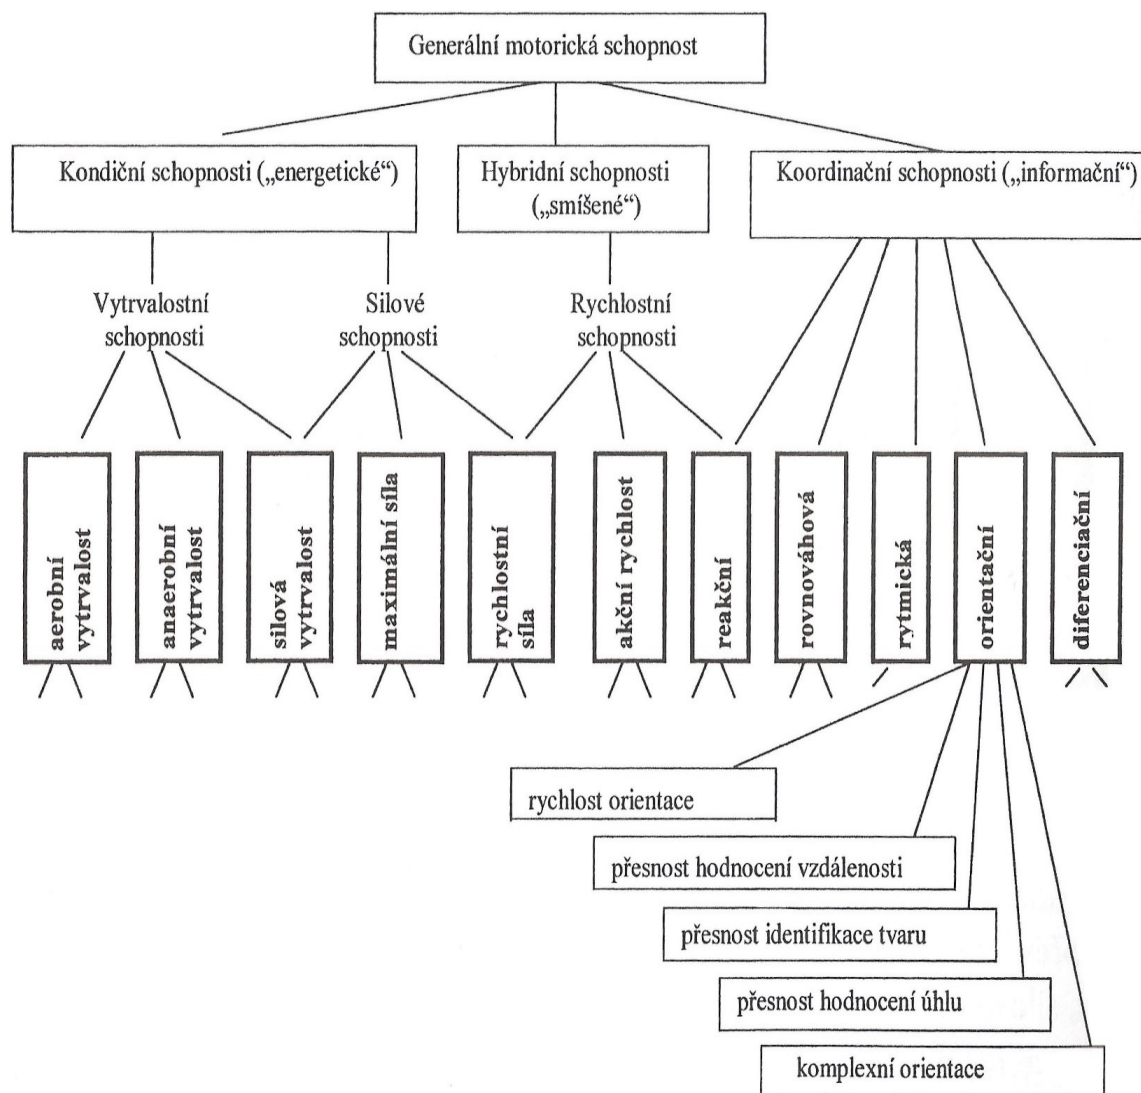 Generální motorická schopnost
Kondiční schopnosti („energetické“)
Hybridní schopnosti
(„smíšené“)
Koordinační schopnosti („informační“)
Vytrvalostní
schopnosti
Silové
schopnosti
Rychlostní
schopnosti
aerobní
vytrvalost
anaerobní
vytrvalost
silová
vytrvalost
maximální síla
rychlostní
síla
akční rychlost
reakční
rovnováhová
rytmická
orientační
diferenciační
rychlost orientace
přesnost hodnocení vzdálenosti
přesnost identifikace tvaru
přesnost hodnocení úhlu
komplexní orientace